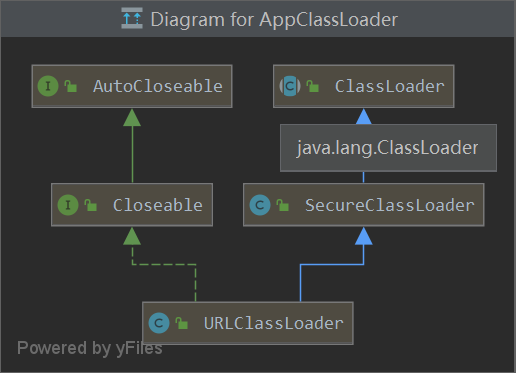 Diagram for AppClassLoader
I AutoCloseable
C ClassLoader
java.lang.ClassLoader
I Closeable
C SecureClassLoader
C URLClassLoader
Powered by yFiles